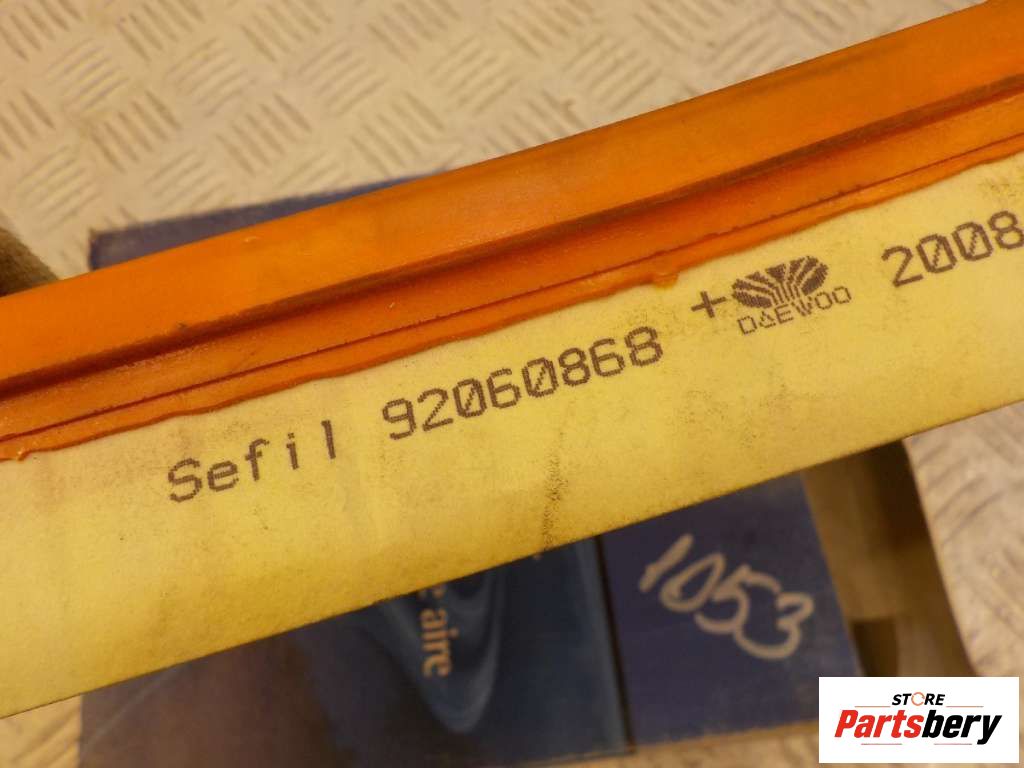 Sefil 92060868 + DAEWOO 2008
aire
1053
STORE
Partsbery